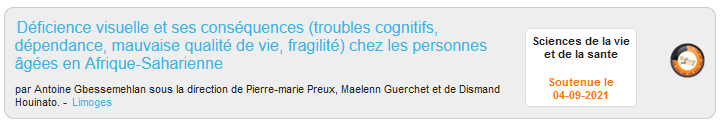 Déficience visuelle et ses conséquences (troubles cognitifs,
dépendance, mauvaise qualité de vie, fragilité) chez les personnes
âgées en Afrique-Saharienne
par Antoine Gbessemehlan sous la direction de Pierre-marie Preux, Maelenn Guerchet et de Dismand
Houinato. - Limoges
Sciences de la vie
et de la sante
Soutenue le
04-09-2021